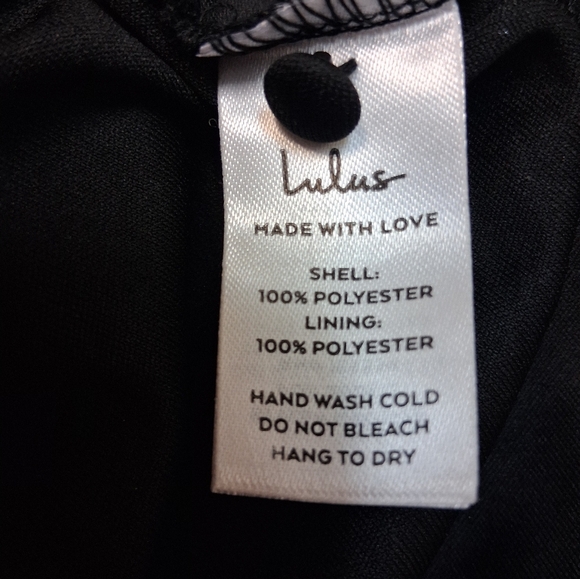 Lulus
MADE WITH LOVE
SHELL:
100% POLYESTER
LINING:
100% POLYESTER
HAND WASH COLD
DO NOT BLEACH
HANG TO DRY